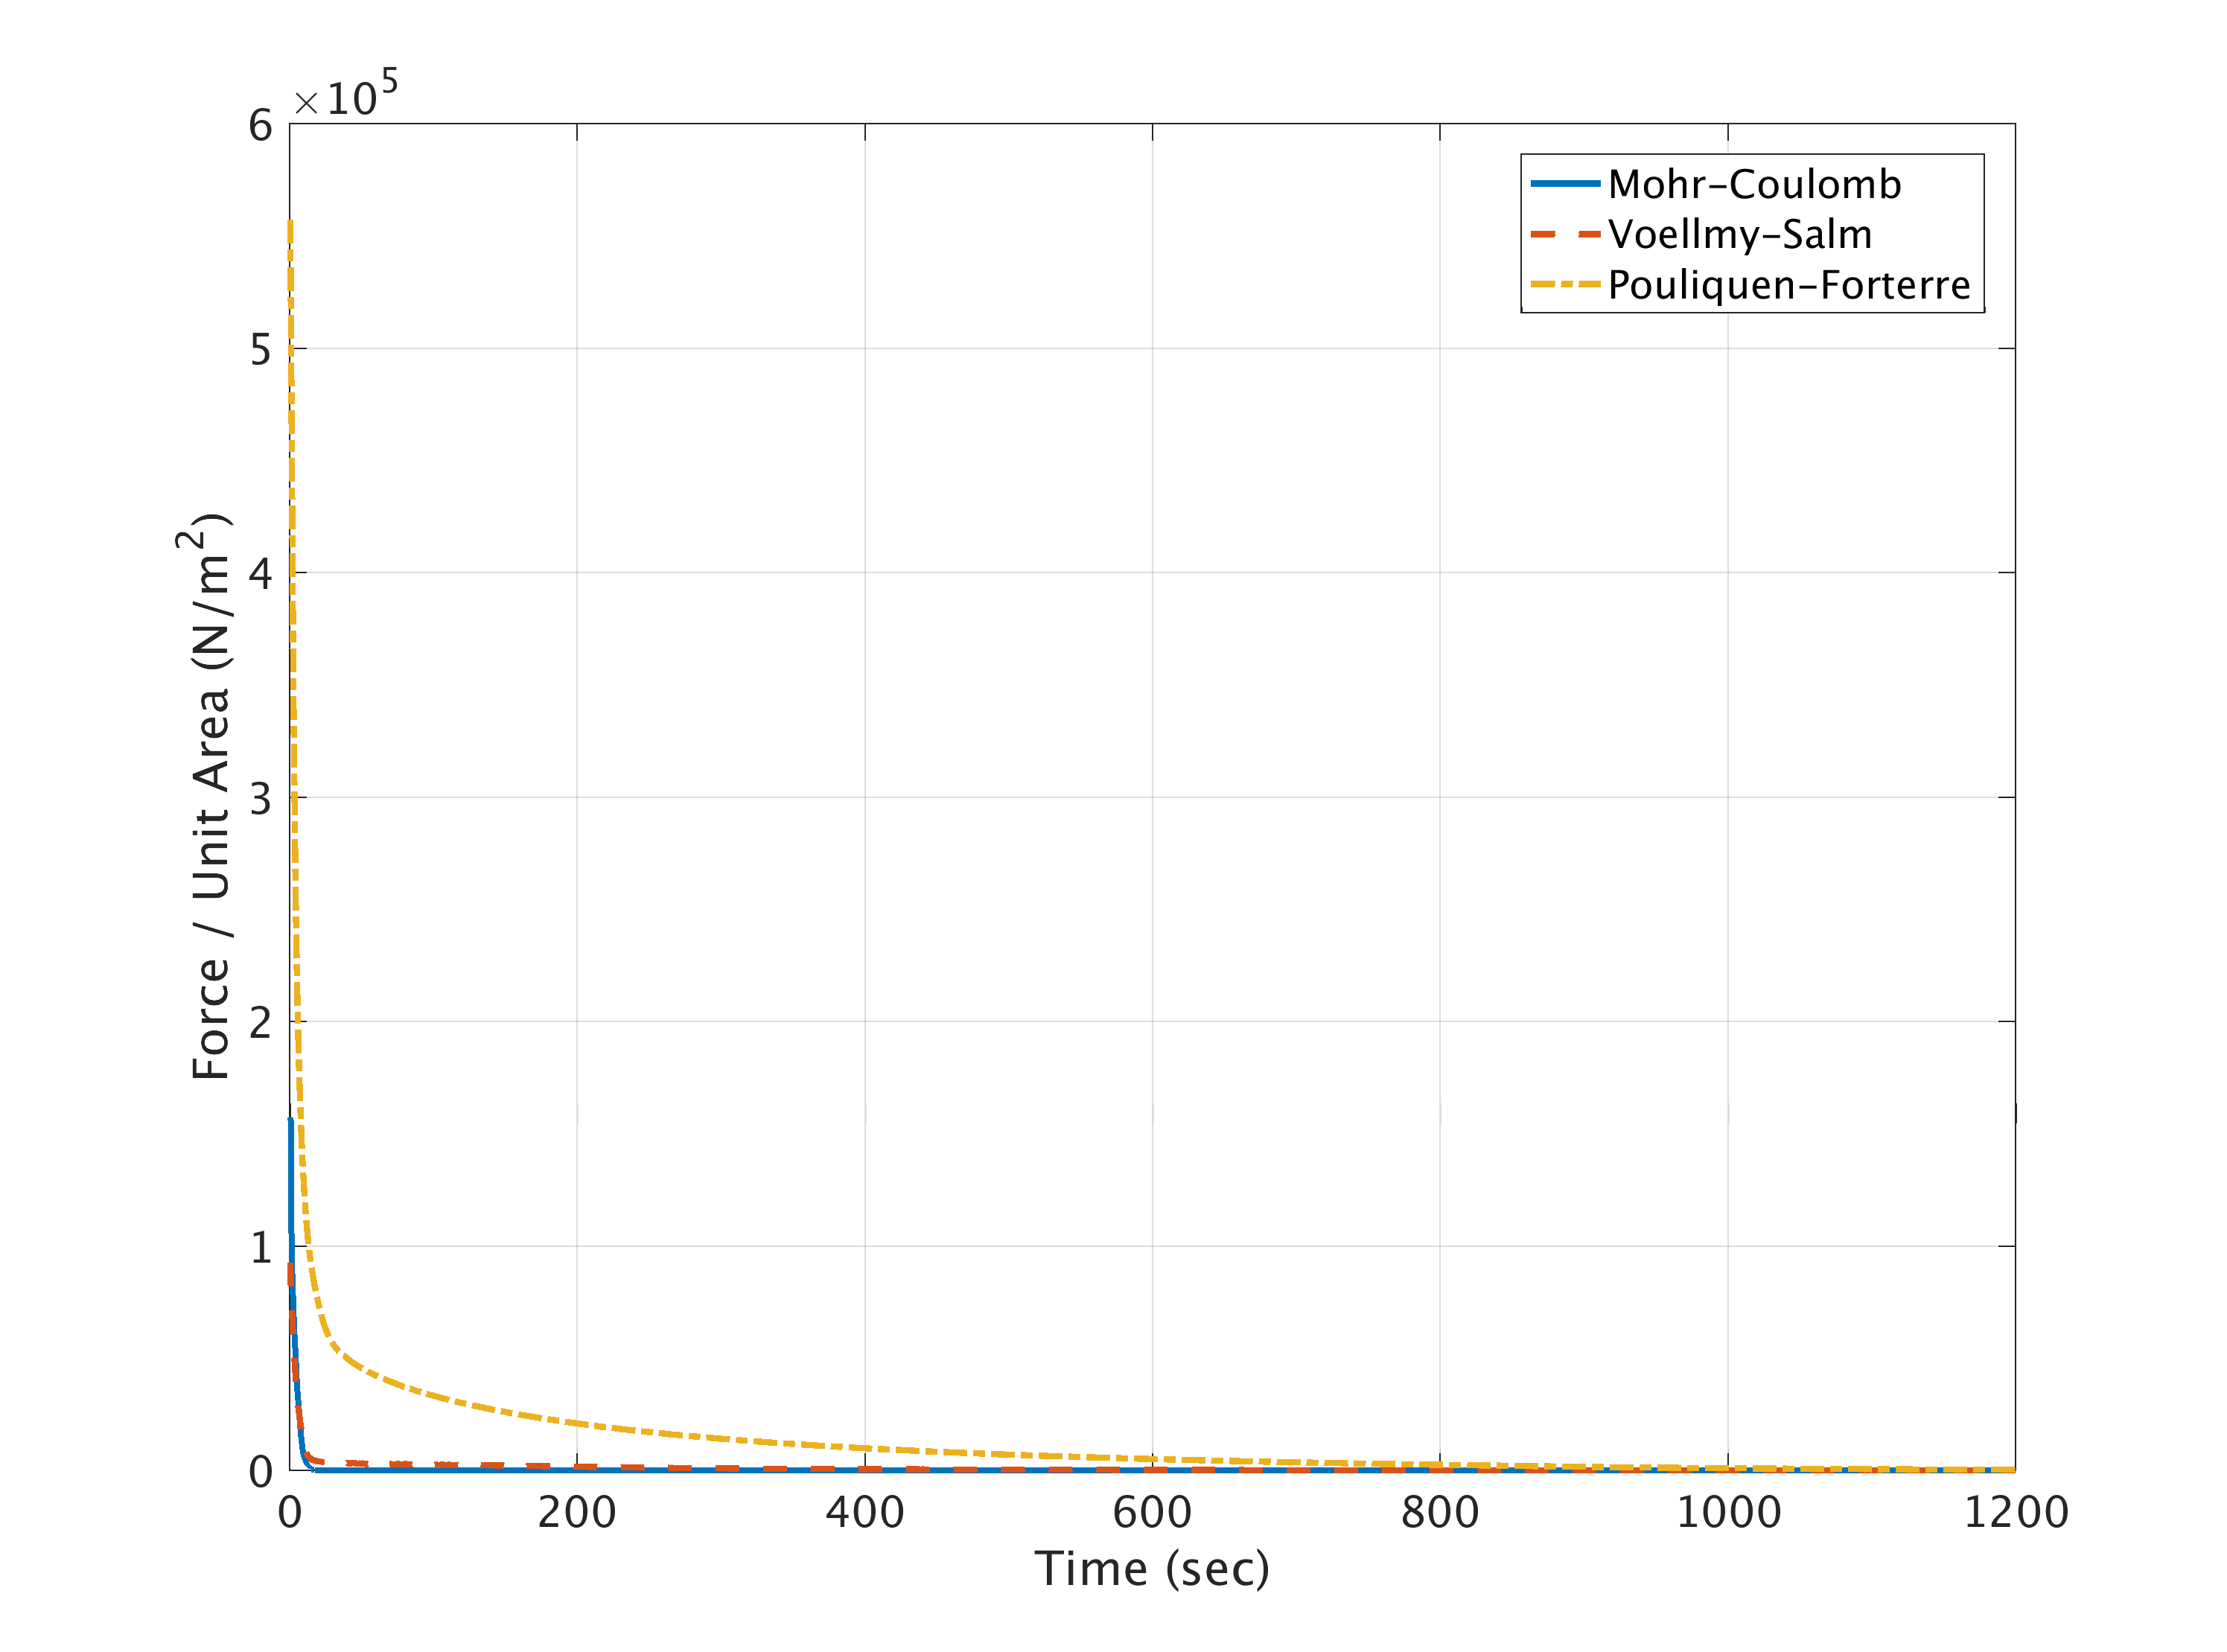 ×10^5
6
5
4
3
2
1
0
Force / Unit Area (N/m^2)
Mohr-Coulomb
Voellmy-Salm
Pouliquen-Forterre
0 200 400 600 800 1000 1200
Time (sec)